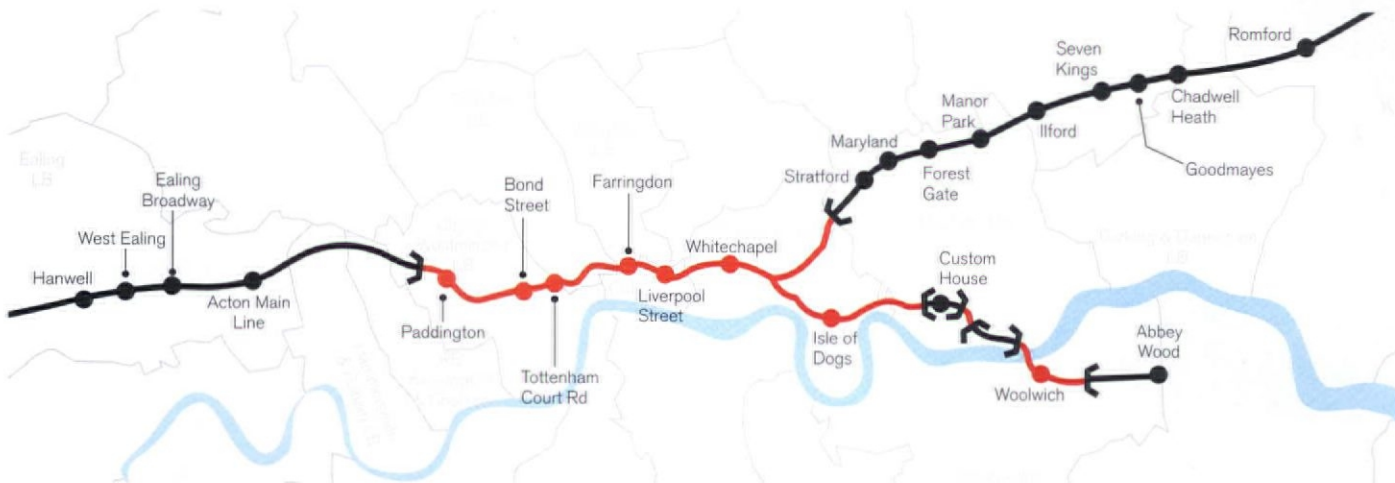 Hanwell
West Ealing
Ealing
Broadway
Acton Main
Line
Paddington
Bond
Street
Tottenham
Court Rd
Farringdon
Liverpool
Street
Whitechapel
Stratford
Maryland
Forest
Gate
Manor
Park
Ilford
Seven
Kings
Goodmayes
Chadwell
Heath
Romford
Isle of
Dogs
Custom
House
Woolwich
Abbey
Wood
Ealing
LB